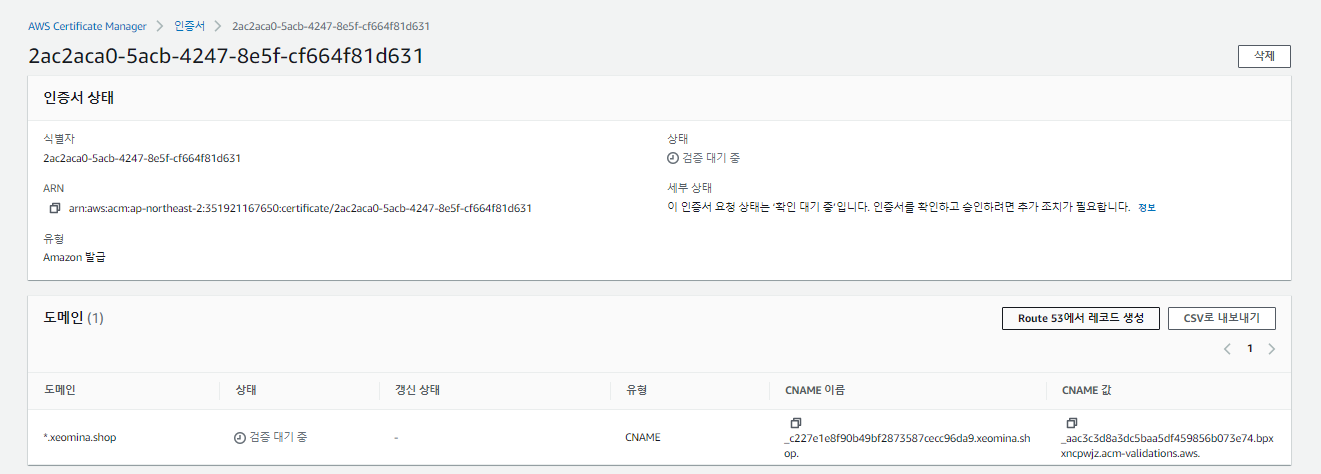 AWS Certificate Manager > 인증서 > 2ac2aca0-5acb-4247-8e5f-cf664f81d631
2ac2aca0-5acb-4247-8e5f-cf664f81d631
삭제
인증서 상태
식별자
2ac2aca0-5acb-4247-8e5f-cf664f81d631
ARN
arn:aws:acm:ap-northeast-2:351921167650:certificate/2ac2aca0-5acb-4247-8e5f-cf664f81d631
유형
Amazon 발급
상태
검증 대기 중
세부 상태
이 인증서 요청 상태는 '확인 대기 중'입니다. 인증서를 확인하고 승인하려면 추가 조치가 필요합니다. 정보
도메인 (1)
Route 53에서 레코드 생성
CSV로 내보내기
1
도메인 상태 갱신 상태 유형 CNAME 이름 CNAME 값
*.xeomina.shop 검증 대기 중 - CNAME
_c227e1e8f90b49bf2873587cecc96da9.xeomina.sh
op.
_aac3c3d8a3dc5baa5df459856b073e74.bpx
xncpwjz.acm-validations.aws.